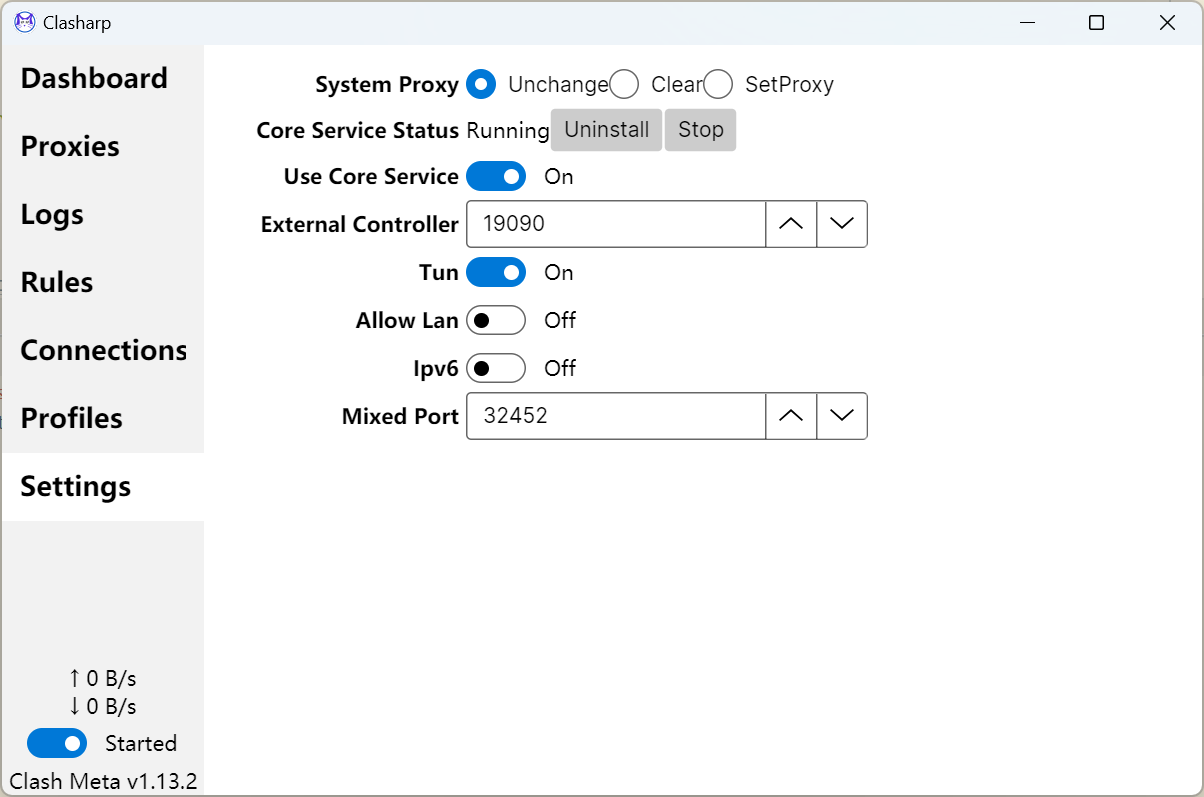 Clasharp
Dashboard
Proxies
Logs
Rules
Connections
Profiles
Settings
↑ 0 B/s
↓ 0 B/s
Started
Clash Meta v1.13.2
System Proxy Unchange Clear SetProxy
Core Service Status Running Uninstall Stop
Use Core Service On
External Controller 19090
Tun On
Allow Lan Off
Ipv6 Off
Mixed Port 32452